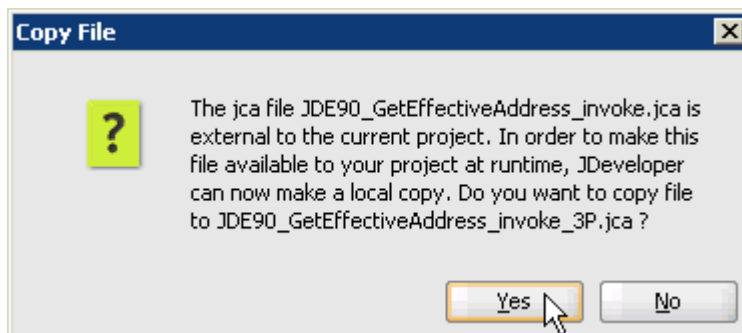 Copy File
?
The jca file JDE90_GetEffectiveAddress_invoke.jca is
external to the current project. In order to make this
file available to your project at runtime, JDeveloper
can now make a local copy. Do you want to copy file
to JDE90_GetEffectiveAddress_invoke_3P.jca ?
Yes No